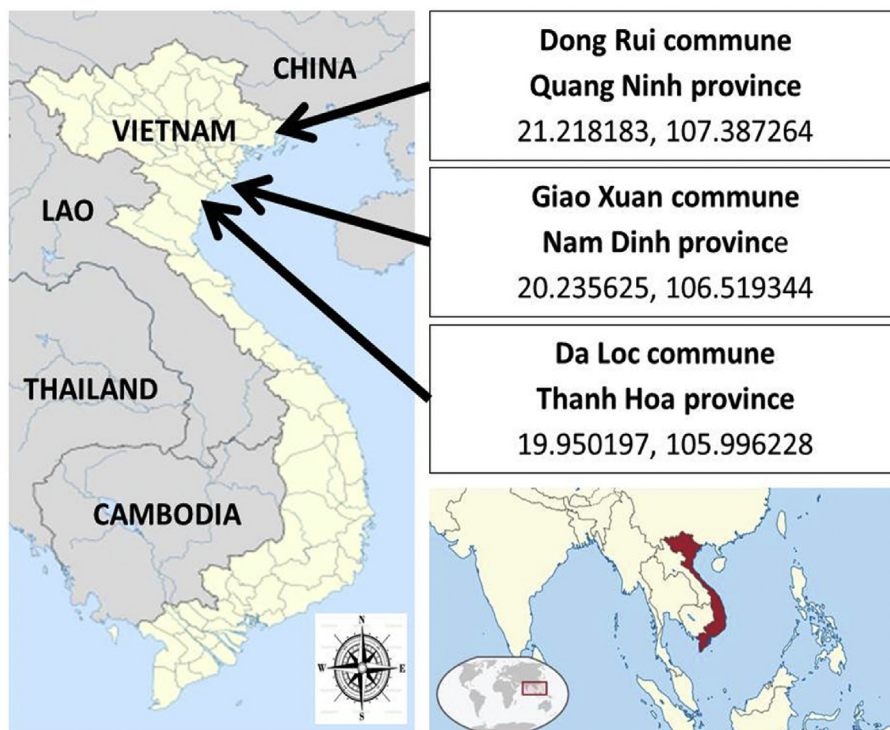 CHINA
VIETNAM
LAO
THAILAND
CAMBODIA
N
W E
S
Dong Rui commune
Quang Ninh province
21.218183, 107.387264
Giao Xuan commune
Nam Dinh province
20.235625, 106.519344
Da Loc commune
Thanh Hoa province
19.950197, 105.996228